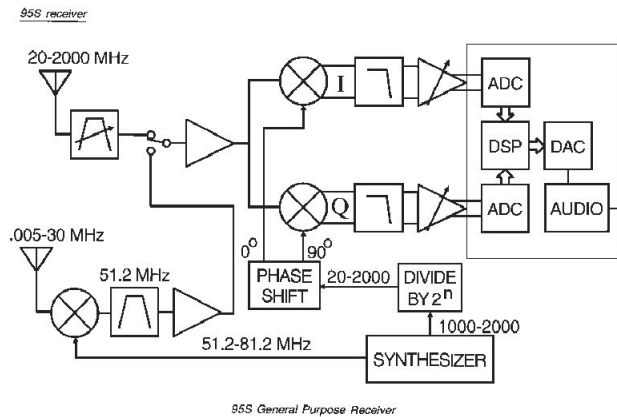 95S receiver
20-2000 MHz
I
ADC
DSP
DAC
Q
ADC
AUDIO
.005-30 MHz
0°
90°
51.2 MHz
PHASE
SHIFT
20-2000
DIVIDE
BY 2ⁿ
1000-2000
51.2-81.2 MHz
SYNTHESIZER
95S General Purpose Receiver